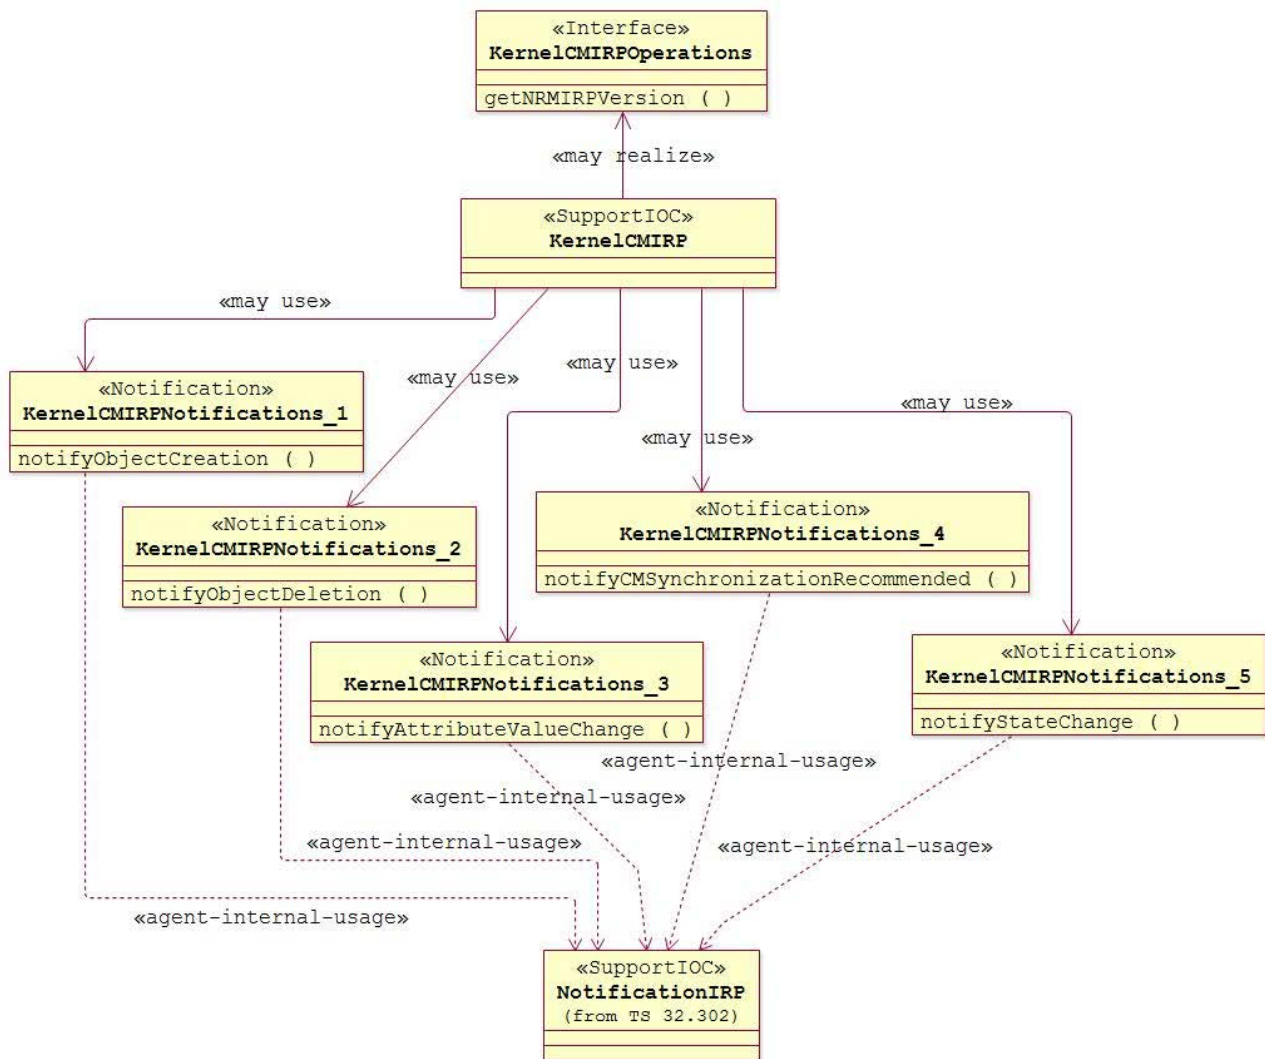 «Interface»
KernelCMIRPOperations
getNRMIRPVersion ( )
«may realize»
«SupportIOC»
KernelCMIRP
«may use»
«may use»
«may use»
«may use»
«may use»
«Notification»
KernelCMIRPNotifications_1
notifyObjectCreation ( )
«Notification»
KernelCMIRPNotifications_2
notifyObjectDeletion ( )
«Notification»
KernelCMIRPNotifications_4
notifyCMSynchronizationRecommended ( )
«Notification»
KernelCMIRPNotifications_3
notifyAttributeValueChange ( )
«Notification»
KernelCMIRPNotifications_5
notifyStateChange ( )
«agent-internal-usage»
«agent-internal-usage»
«agent-internal-usage»
«agent-internal-usage»
«agent-internal-usage»
«SupportIOC»
NotificationIRP
(from TS 32.302)